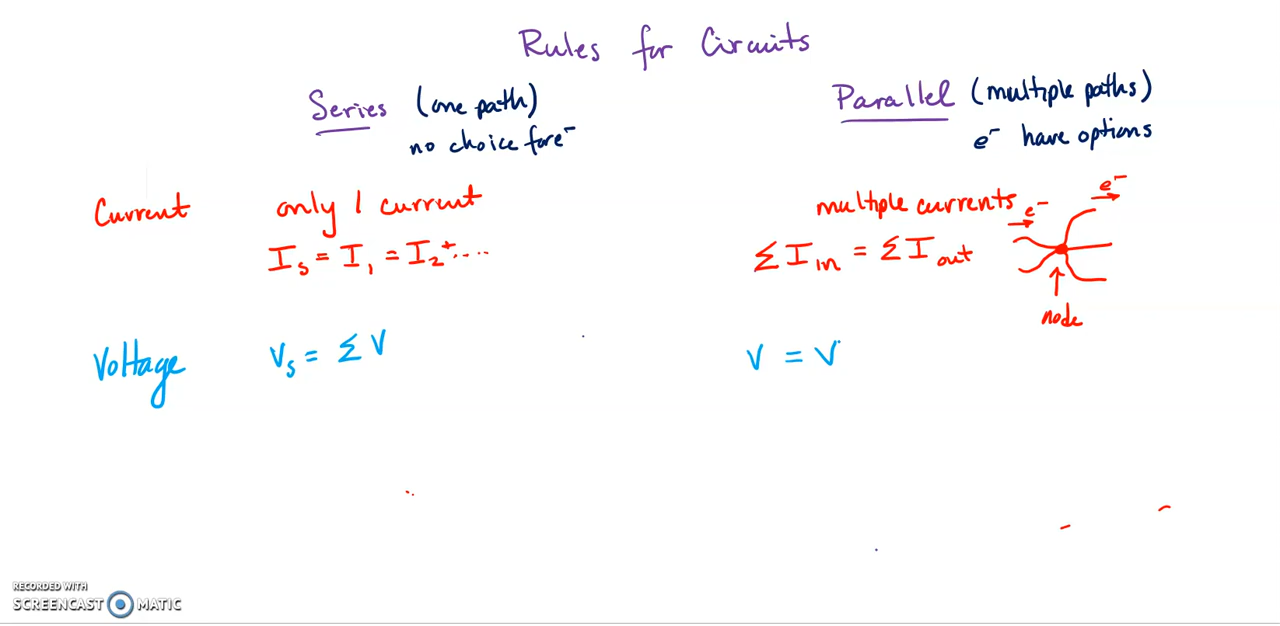 Rules for Circuits
Series (one path)
no choice for e⁻
Parallel (multiple paths)
e⁻ have options
Current
only 1 current
I_s = I_1 = I_2 + ....
multiple currents
ΣI_in = ΣI_out
e⁻
e⁻
node
Voltage
V_s = ΣV
V = V
RECORDED WITH
SCREENCAST MATIC